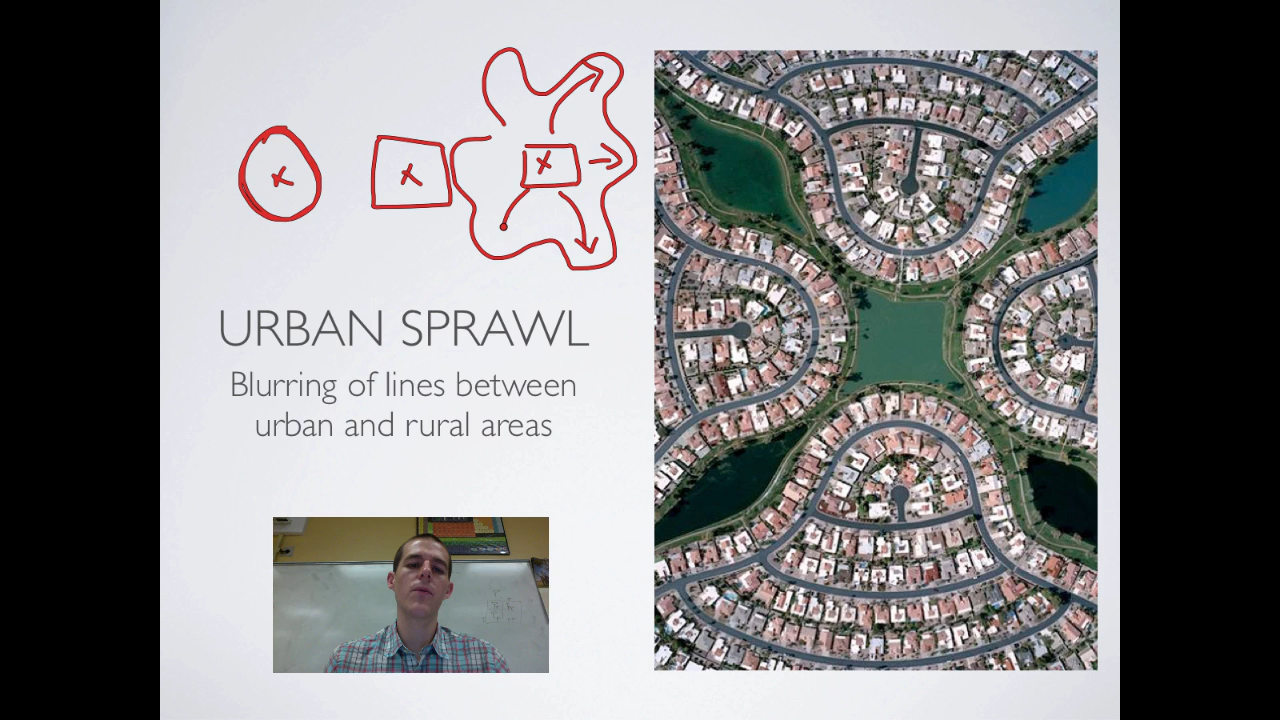 URBAN SPRAWL
Blurring of lines between
urban and rural areas